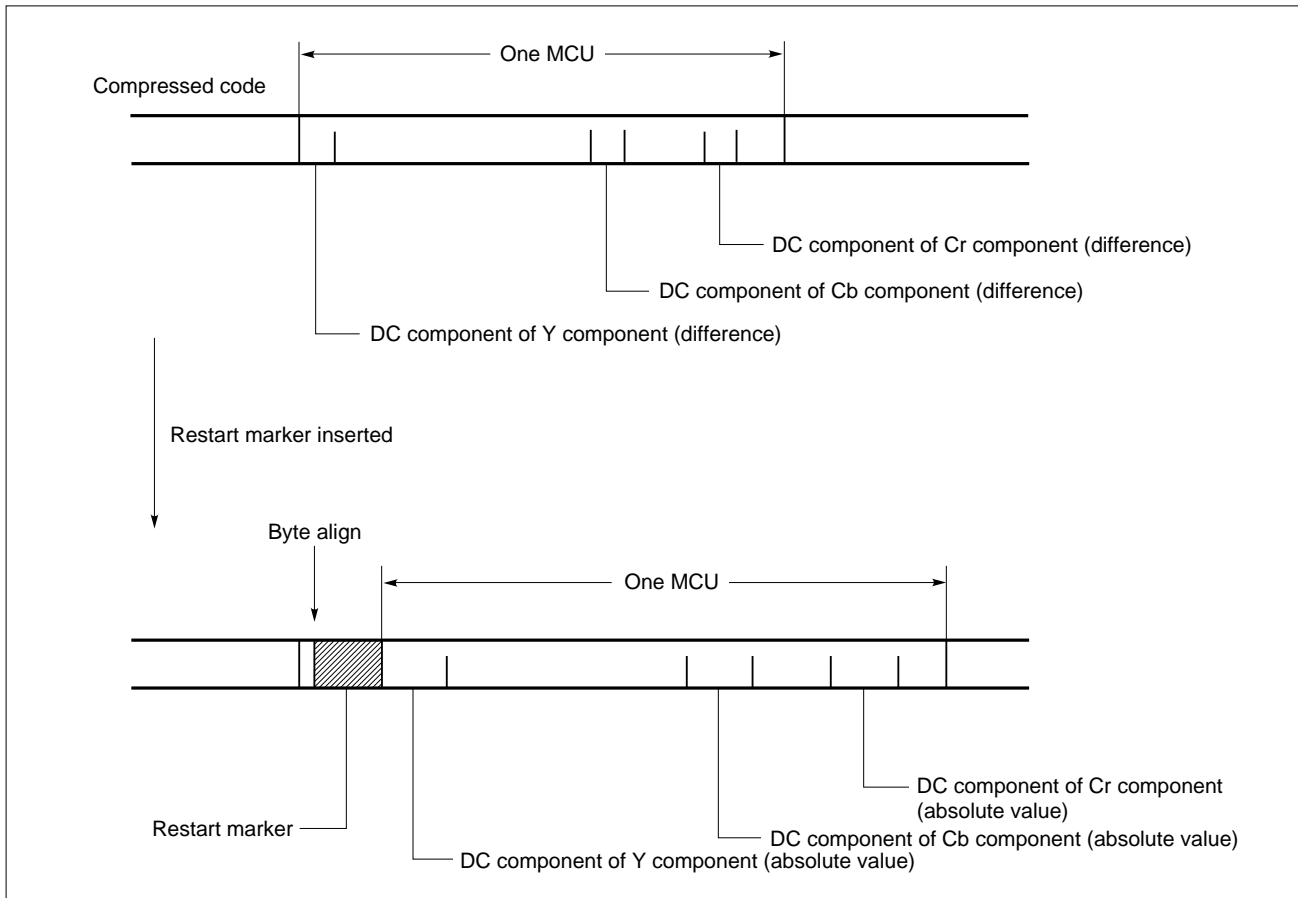 One MCU
Compressed code
DC component of Cr component (difference)
DC component of Cb component (difference)
DC component of Y component (difference)
Restart marker inserted
Byte align
One MCU
DC component of Cr component
(absolute value)
Restart marker
DC component of Cb component (absolute value)
DC component of Y component (absolute value)